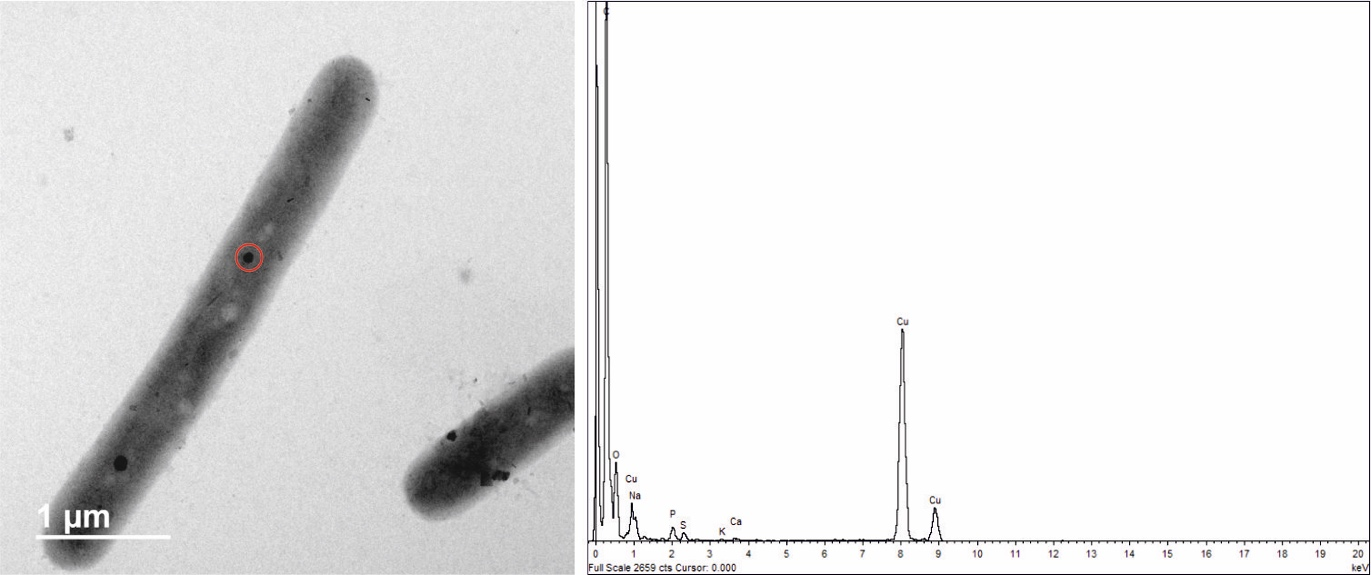 1 µm
C
O
Cu
Na
P
S
K
Ca
Cu
Cu
0 1 2 3 4 5 6 7 8 9 10 11 12 13 14 15 16 17 18 19 20
Full Scale 2659 cts Cursor: 0.000 keV